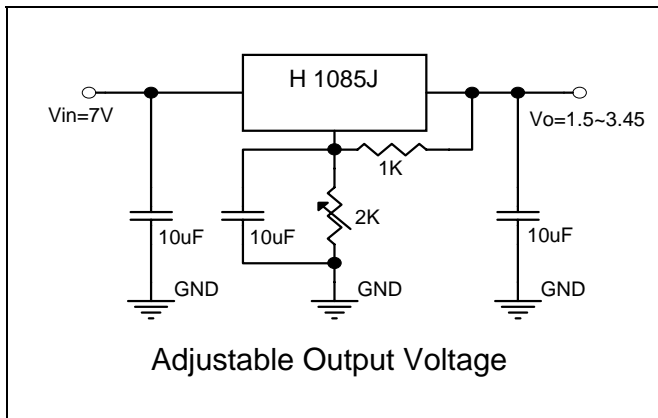 H 1085J
Vin=7V
Vo=1.5~3.45
1K
2K
10uF
10uF
10uF
GND
GND
GND
Adjustable Output Voltage